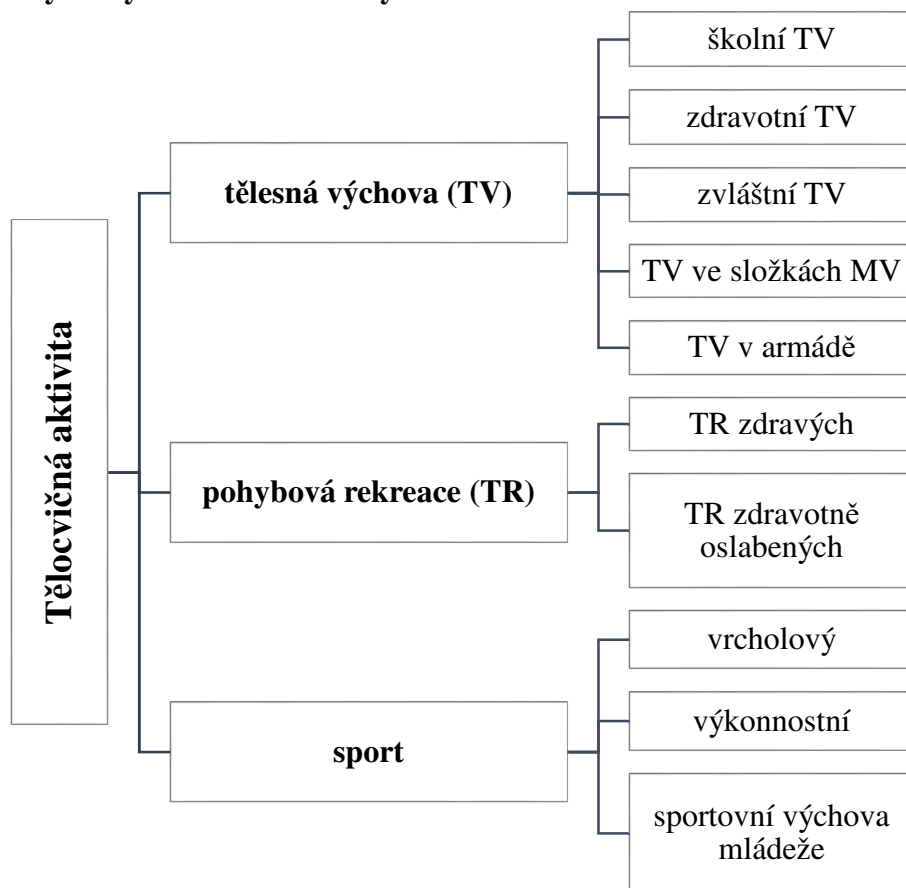 Tělocvičná aktivita
tělesná výchova (TV)
školní TV
zdravotní TV
zvláštní TV
TV ve složkách MV
TV v armádě
pohybová rekreace (TR)
TR zdravých
TR zdravotně
oslabených
sport
vrcholový
výkonnostní
sportovní výchova
mládeže